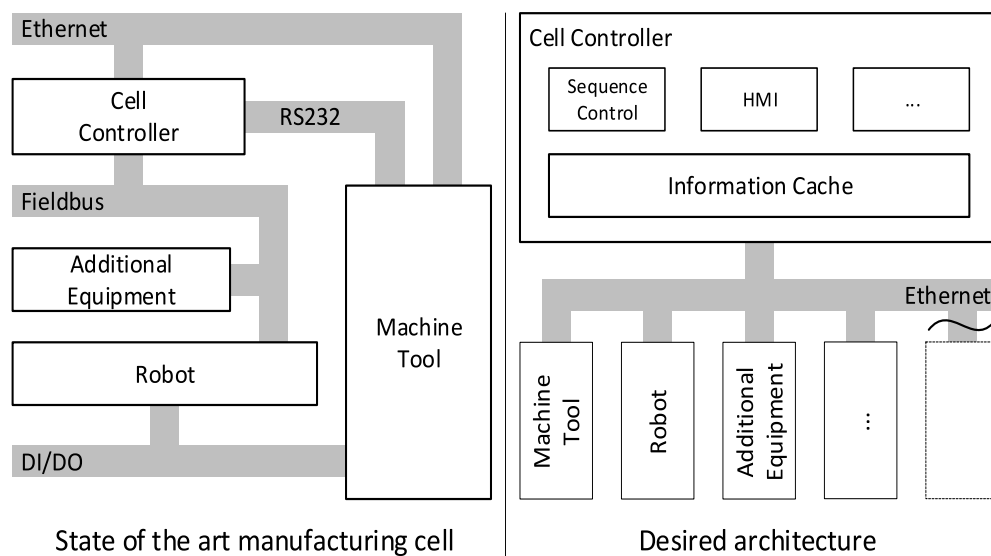 Ethernet
Cell
Controller
RS232
Fieldbus
Additional
Equipment
Machine
Tool
Robot
DI/DO
State of the art manufacturing cell
Cell Controller
Sequence
Control
HMI
...
Information Cache
Ethernet
Machine
Tool
Robot
Additional
Equipment
...
Desired architecture